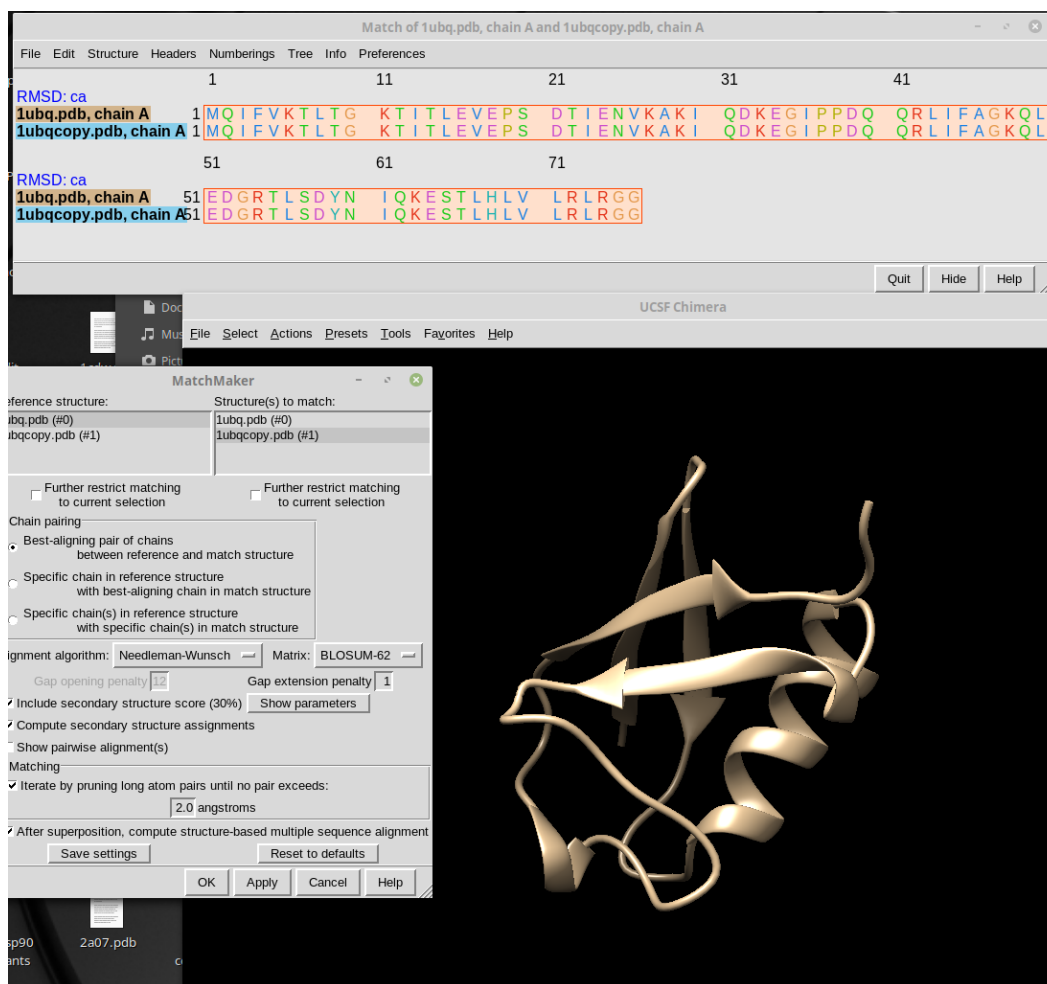 Match of 1ubq.pdb, chain A and 1ubqcopy.pdb, chain A
File Edit Structure Headers Numberings Tree Info Preferences
1 11 21 31 41
RMSD: ca
1ubq.pdb, chain A 1 MQIFVKTLTG KTITLEVEPS DTIENVKAKI QDKEGIPPDQ QRLIFAGKQL
1ubqcopy.pdb, chain A 1 MQIFVKTLTG KTITLEVEPS DTIENVKAKI QDKEGIPPDQ QRLIFAGKQL
51 61 71
RMSD: ca
1ubq.pdb, chain A 51 EDGRTLSDYN IQKESTLHLV LRLRGG
1ubqcopy.pdb, chain A 51 EDGRTLSDYN IQKESTLHLV LRLRGG
Quit Hide Help
Doc
UCSF Chimera
Mus
File Select Actions Presets Tools Favorites Help
Pict
MatchMaker
eference structure: Structure(s) to match:
ubq.pdb (#0) 1ubq.pdb (#0)
ubqcopy.pdb (#1) 1ubqcopy.pdb (#1)
Further restrict matching Further restrict matching
to current selection to current selection
Chain pairing
Best-aligning pair of chains
between reference and match structure
Specific chain in reference structure
with best-aligning chain in match structure
Specific chain(s) in reference structure
with specific chain(s) in match structure
ignment algorithm: Needleman-Wunsch Matrix: BLOSUM-62
Gap opening penalty 12 Gap extension penalty 1
Include secondary structure score (30%) Show parameters
Compute secondary structure assignments
Show pairwise alignment(s)
Matching
Iterate by pruning long atom pairs until no pair exceeds:
2.0 angstroms
After superposition, compute structure-based multiple sequence alignment
Save settings Reset to defaults
OK Apply Cancel Help
sp90 2a07.pdb
ants